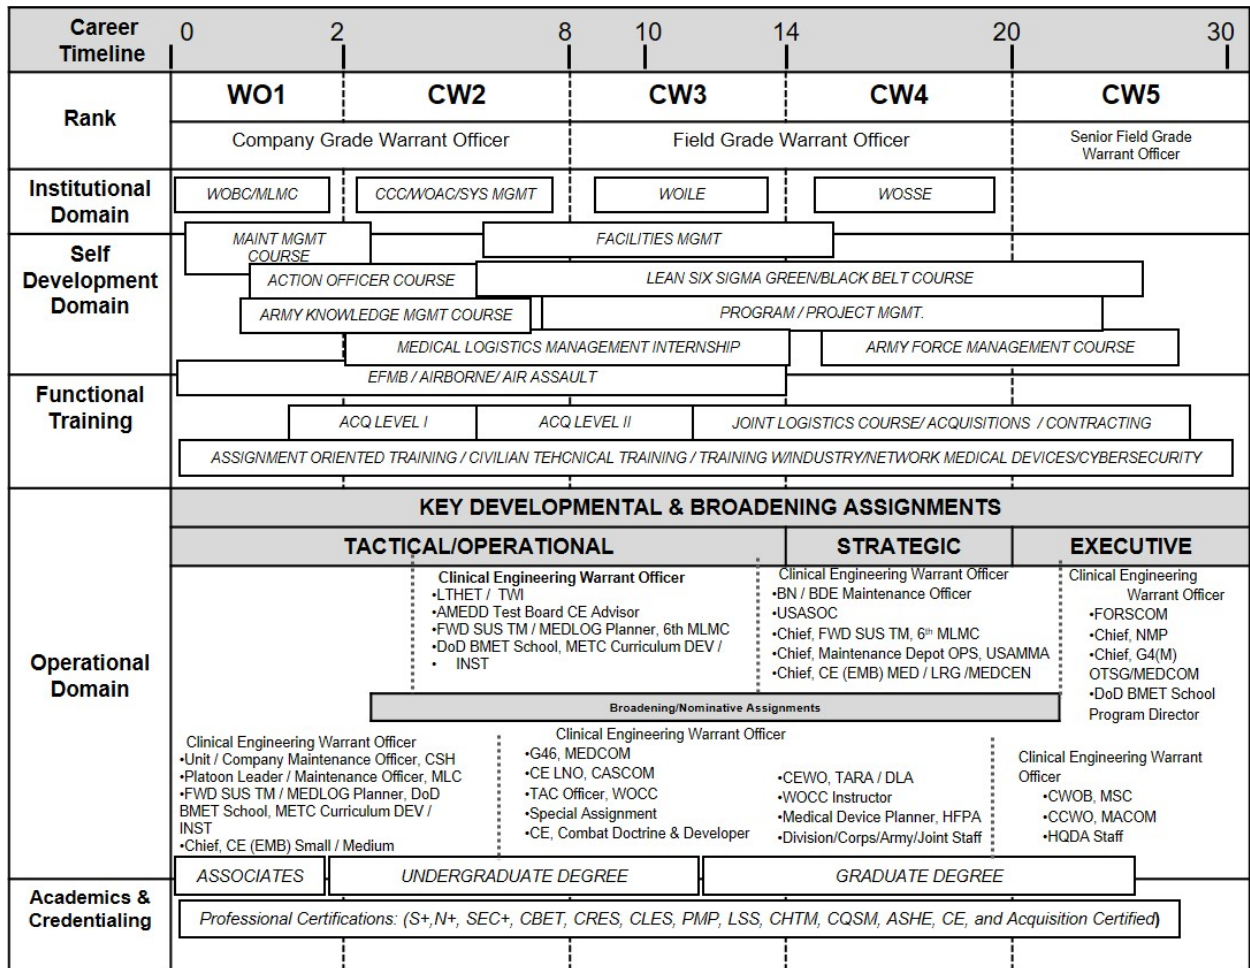 Career
Timeline
0 2 8 10 14 20 30
Rank
WO1 CW2 CW3 CW4 CW5
Company Grade Warrant Officer
Field Grade Warrant Officer
Senior Field Grade
Warrant Officer
Institutional
Domain
WOBC/MLMC
CCC/WOAC/SYS MGMT
WOILE
WOSSE
Self
Development
Domain
MAINT MGMT
COURSE
FACILITIES MGMT
ACTION OFFICER COURSE
LEAN SIX SIGMA GREEN/BLACK BELT COURSE
ARMY KNOWLEDGE MGMT COURSE
PROGRAM / PROJECT MGMT.
MEDICAL LOGISTICS MANAGEMENT INTERNSHIP
ARMY FORCE MANAGEMENT COURSE
EFMB / AIRBORNE/ AIR ASSAULT
Functional
Training
ACQ LEVEL I
ACQ LEVEL II
JOINT LOGISTICS COURSE/ ACQUISITIONS / CONTRACTING
ASSIGNMENT ORIENTED TRAINING / CIVILIAN TEHCNICAL TRAINING / TRAINING W/INDUSTRY/NETWORK MEDICAL DEVICES/CYBERSECURITY
Operational
Domain
KEY DEVELOPMENTAL & BROADENING ASSIGNMENTS
TACTICAL/OPERATIONAL
STRATEGIC
EXECUTIVE
Clinical Engineering Warrant Officer
•LTHET / TWI
•AMEDD Test Board CE Advisor
•FWD SUS TM / MEDLOG Planner, 6th MLMC
•DoD BMET School, METC Curriculum DEV /
• INST
Clinical Engineering Warrant Officer
•BN / BDE Maintenance Officer
•USASOC
•Chief, FWD SUS TM, 6th MLMC
•Chief, Maintenance Depot OPS, USAMMA
•Chief, CE (EMB) MED / LRG /MEDCEN
Clinical Engineering
Warrant Officer
•FORSCOM
•Chief, NMP
•Chief, G4(M)
OTSG/MEDCOM
•DoD BMET School
Program Director
Broadening/Nominative Assignments
Clinical Engineering Warrant Officer
•Unit / Company Maintenance Officer, CSH
•Platoon Leader / Maintenance Officer, MLC
•FWD SUS TM / MEDLOG Planner, DoD
BMET School, METC Curriculum DEV /
INST
•Chief, CE (EMB) Small / Medium
Clinical Engineering Warrant Officer
•G46, MEDCOM
•CE LNO, CASCOM
•TAC Officer, WOCC
•Special Assignment
•CE, Combat Doctrine & Developer
•CEWO, TARA / DLA
•WOCC Instructor
•Medical Device Planner, HFPA
•Division/Corps/Army/Joint Staff
Clinical Engineering Warrant
Officer
•CWOB, MSC
•CCWO, MACOM
•HQDA Staff
Academics &
Credentialing
ASSOCIATES
UNDERGRADUATE DEGREE
GRADUATE DEGREE
Professional Certifications: (S+,N+, SEC+, CBET, CRES, CLES, PMP, LSS, CHTM, CQSM, ASHE, CE, and Acquisition Certified)